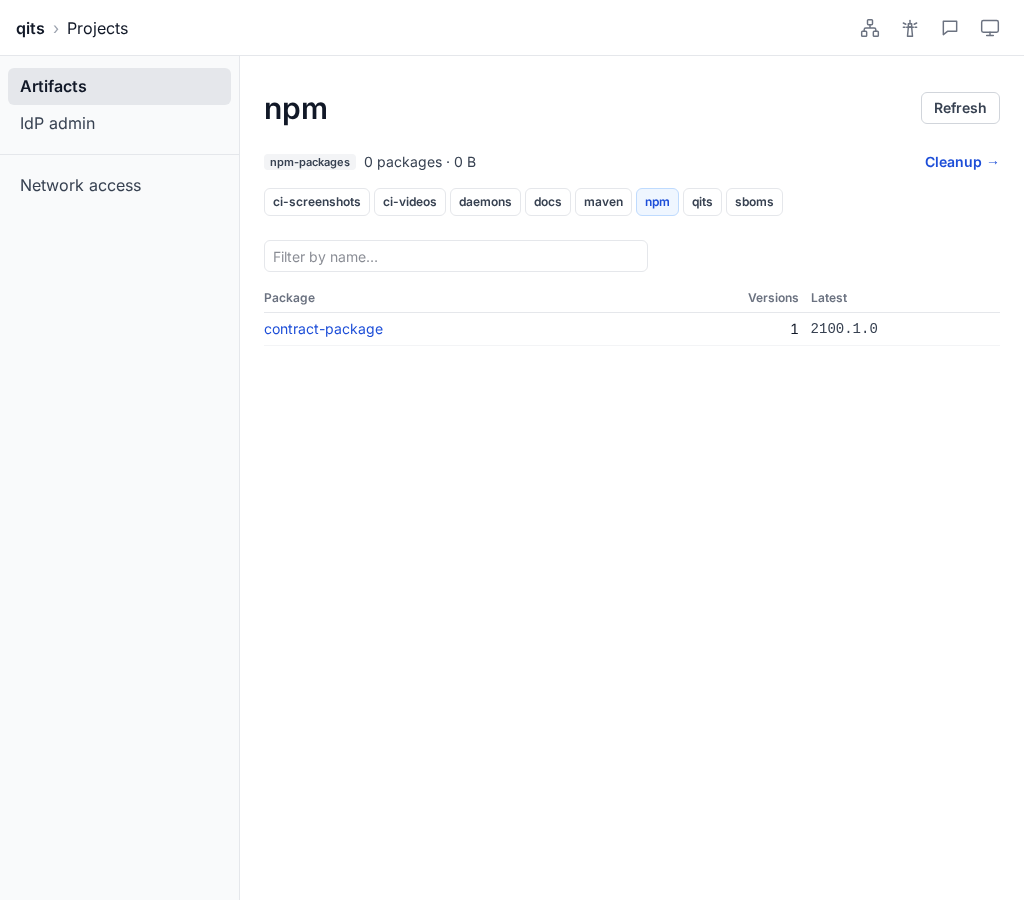 qits › Projects
Artifacts
IdP admin
Network access
npm
Refresh
npm-packages 0 packages · 0 B
Cleanup →
ci-screenshots ci-videos daemons docs maven npm qits sboms
Filter by name...
Package Versions Latest
contract-package 1 2100.1.0